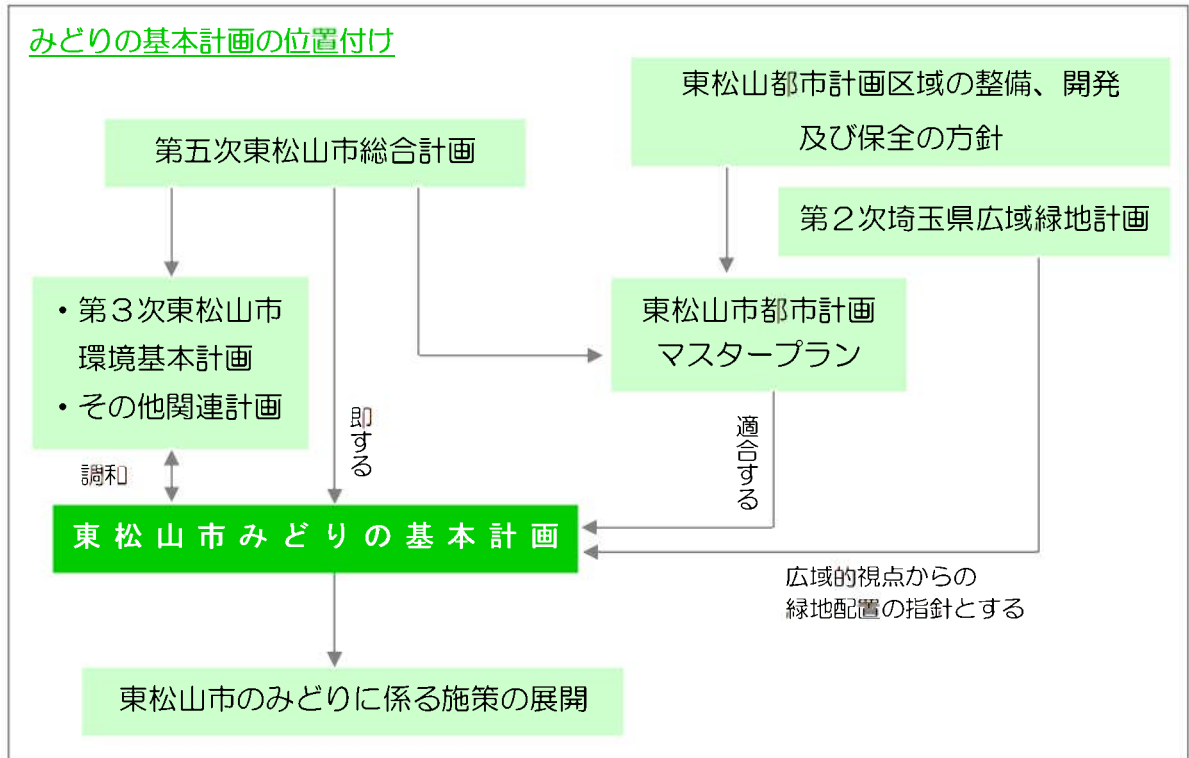 みどりの基本計画の位置付け
東松山都市計画区域の整備、開発
及び保全の方針
第五次東松山市総合計画
第２次埼玉県広域緑地計画
・第３次東松山市
環境基本計画
・その他関連計画
東松山市都市計画
マスタープラン
即する
適合する
調和
東松山市みどりの基本計画
広域的視点からの
緑地配置の指針とする
東松山市のみどりに係る施策の展開